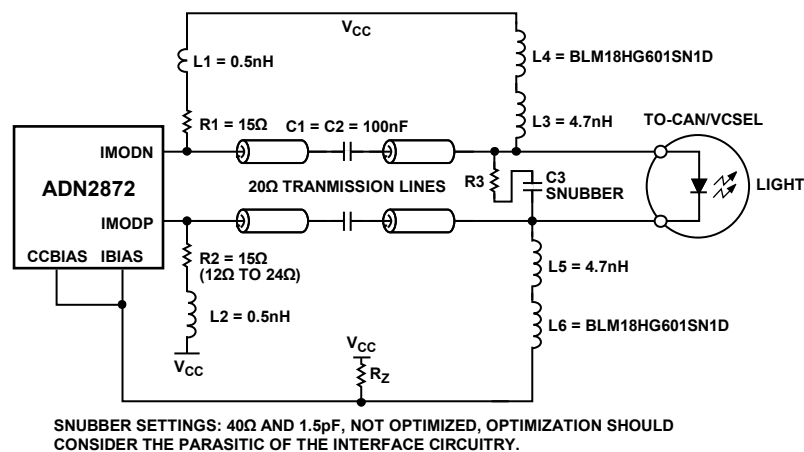 VCC
L1 = 0.5nH
L4 = BLM18HG601SN1D
R1 = 15Ω
C1 = C2 = 100nF
L3 = 4.7nH
TO-CAN/VCSEL
IMODN
ADN2872
R3
C3
SNUBBER
20Ω TRANMISSION LINES
LIGHT
IMODP
CCBIAS
IBIAS
R2 = 15Ω
(12Ω TO 24Ω)
L5 = 4.7nH
L2 = 0.5nH
L6 = BLM18HG601SN1D
VCC
VCC
RZ
SNUBBER SETTINGS: 40Ω AND 1.5pF, NOT OPTIMIZED, OPTIMIZATION SHOULD
CONSIDER THE PARASITIC OF THE INTERFACE CIRCUITRY.